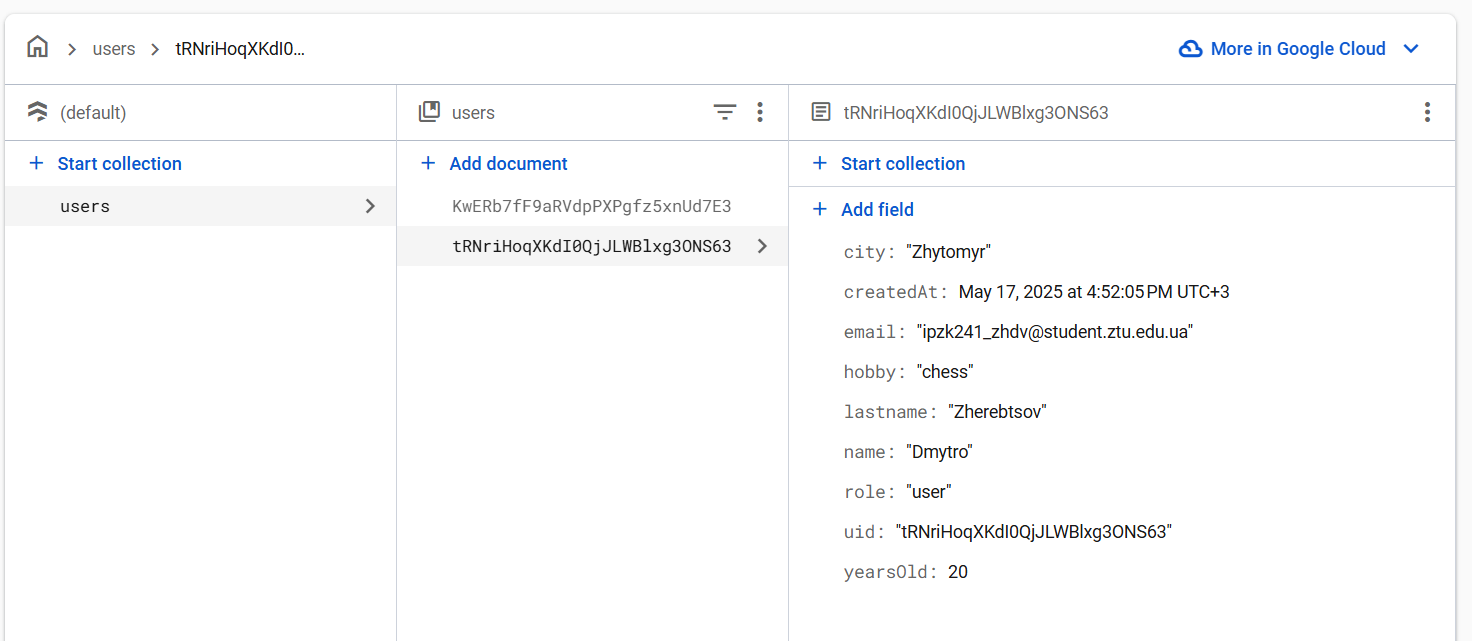 users tRNriHoqXKdI0... More in Google Cloud
(default)
users
tRNriHoqXKdI0QjJLWBlxg3ONS63
Start collection
users
Add document
KwERb7fF9aRVdpPXPgfz5xnUd7E3
tRNriHoqXKdI0QjJLWBlxg3ONS63
Start collection
Add field
city: "Zhytomyr"
createdAt: May 17, 2025 at 4:52:05 PM UTC+3
email: "ipzk241_zhdv@student.ztu.edu.ua"
hobby: "chess"
lastname: "Zherebtsov"
name: "Dmytro"
role: "user"
uid: "tRNriHoqXKdI0QjJLWBlxg3ONS63"
yearsOld: 20